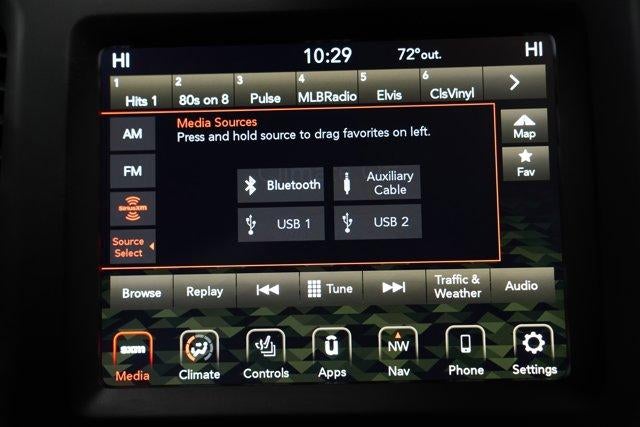 HI 10:29 72°out. HI
1 2 3 4 5 6
Hits 1 80s on 8 Pulse MLBRadio Elvis ClsVinyl >
Media Sources
Press and hold source to drag favorites on left.
AM
FM
SiriusXM
Source
Select
Bluetooth
Auxiliary
Cable
USB 1
USB 2
Map
Fav
Browse Replay Tune Traffic &
Weather Audio
sxm
Media Climate Controls
u
Apps
NW
Nav Phone Settings